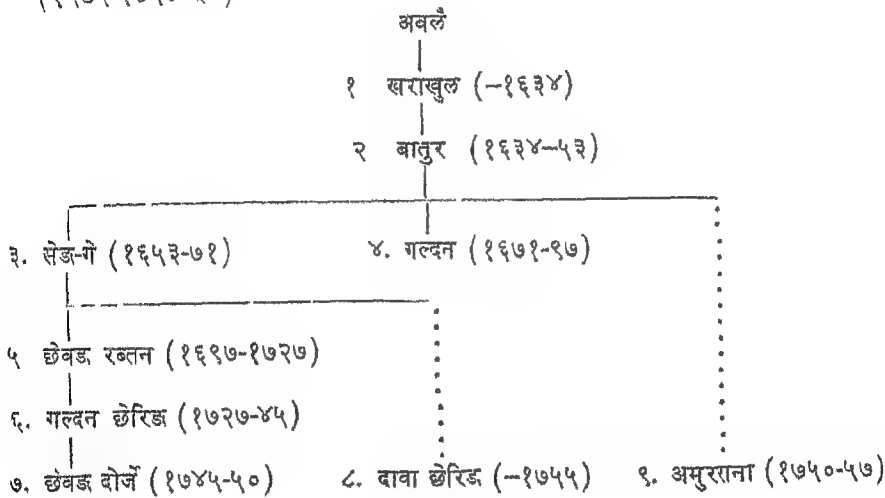 अबलै
१ खराखुल (-१६३४)
२ बातुर (१६३४-५३)
३. सेङ-गे (१६५३-७१) ४. गल्दन (१६७१-९७)
५ छेवङ रब्तन (१६९७-१७२७)
६. गल्दन छेरिङ (१७२७-४५)
७. छेवङ दोर्जे (१७४५-५०) ८. दावा छेरिङ (-१७५५) ९. अमुरसना (१७५०-५७)